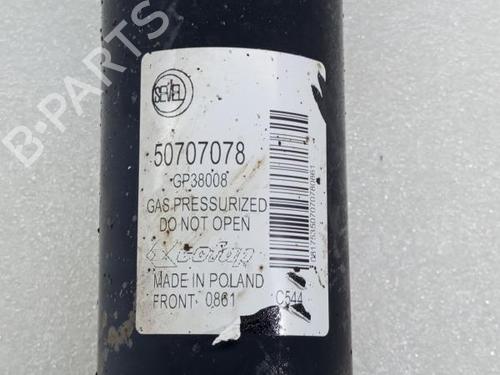 SEVEL
50707078
GP38008
GAS PRESSURIZED
DO NOT OPEN
MADE IN POLAND
FRONT 0861
C544
B-PARTS